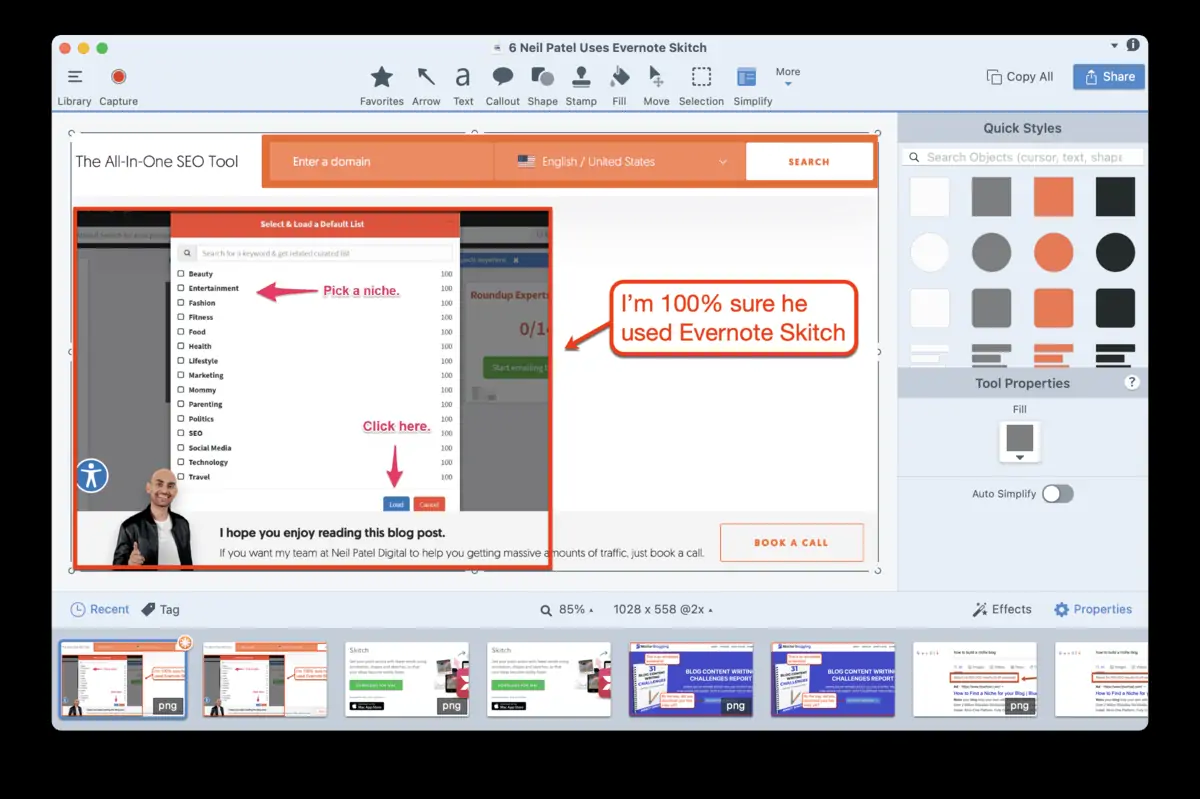 6 Neil Patel Uses Evernote Skitch
Library
Capture
Favorites
Arrow
Text
Callout
Shape
Stamp
Fill
Move
Selection
Simplify
More
Copy All
Share
The All-In-One SEO Tool
Enter a domain
English / United States
SEARCH
Select & Load a Default List
Search for a keyword & get related curated list
Beauty 100
Entertainment 100
Fashion 100
Fitness 100
Food 100
Health 100
Lifestyle 100
Marketing 100
Mommy 100
Parenting 100
Politics 100
SEO 100
Social Media 100
Technology 100
Travel 100
Pick a niche.
Click here.
Load
Cancel
Roundup Experts
0/14
Start emailing
I'm 100% sure he
used Evernote Skitch
I hope you enjoy reading this blog post.
If you want my team at Neil Patel Digital to help you getting massive amounts of traffic, just book a call.
BOOK A CALL
Quick Styles
Search Objects (cursor, text, shape
Tool Properties
?
Fill
Auto Simplify
Recent
Tag
85%
1028 x 558 @2x
Effects
Properties
png
Skitch
png
Skitch
31
BLOG CONTENT WRITING
CHALLENGES REPORT
png
31
BLOG CONTENT WRITING
CHALLENGES REPORT
How to Find a Niche for your Blog
png
How to Find a Niche